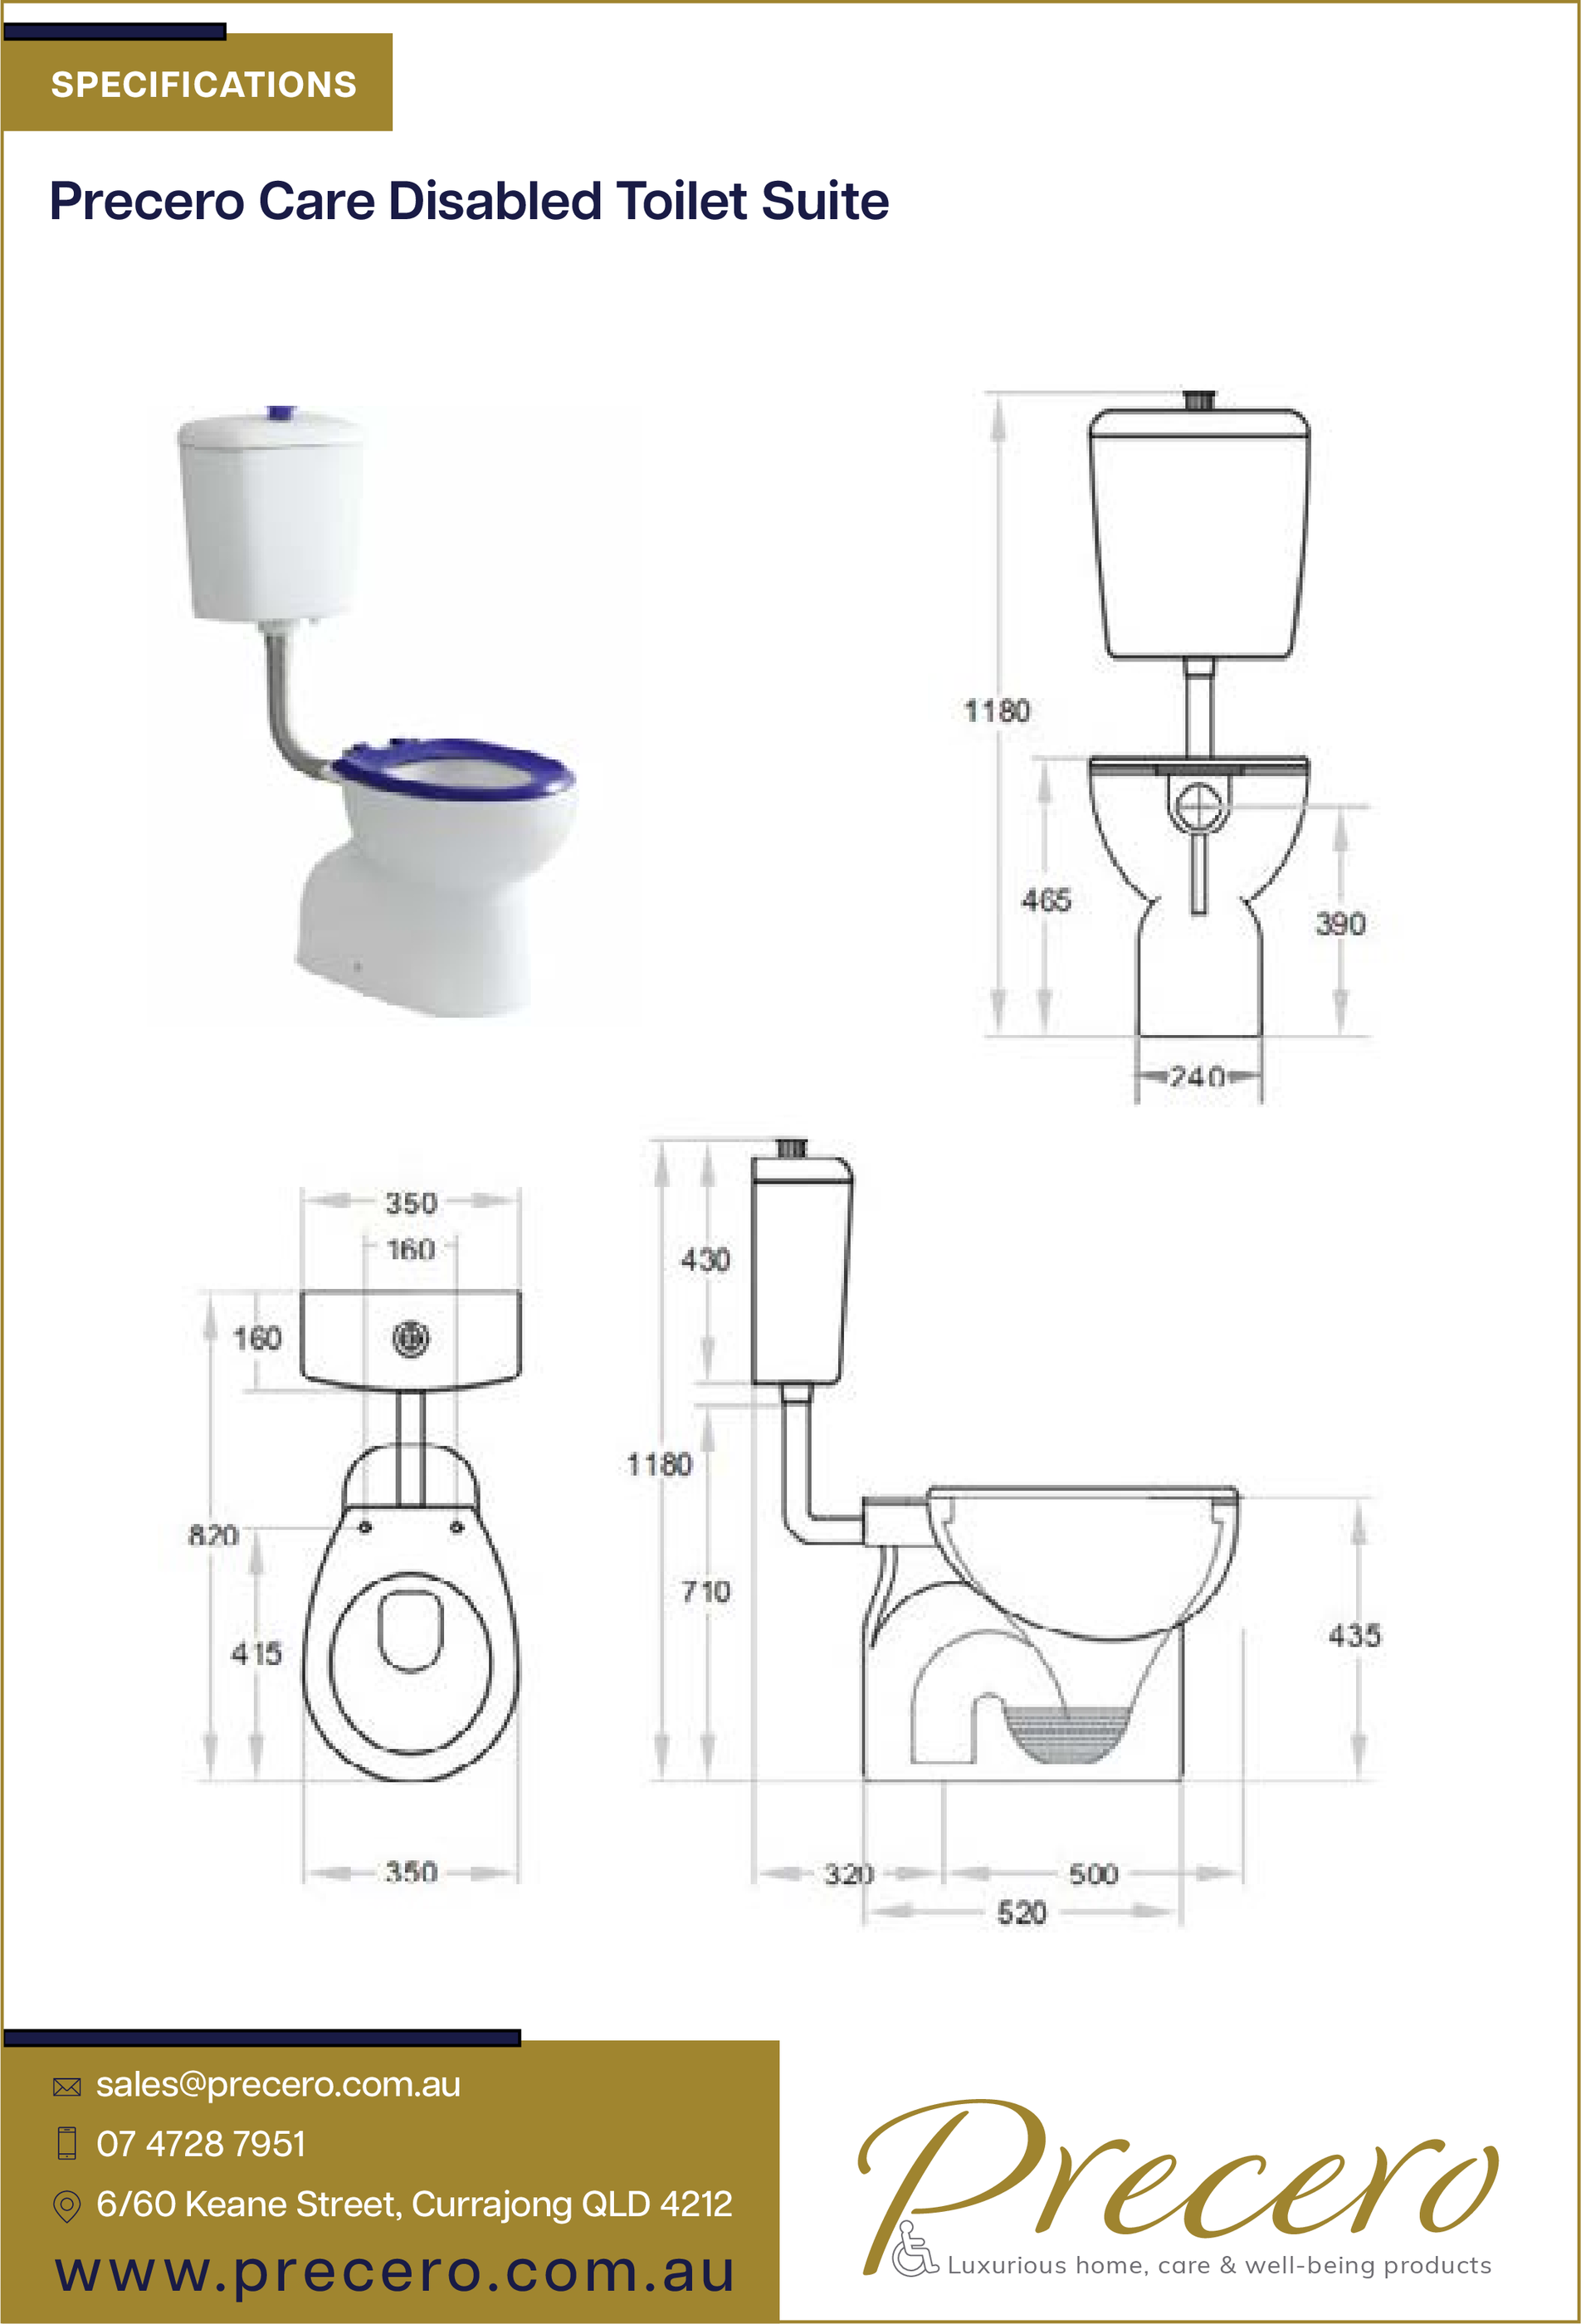 SPECIFICATIONS
Precero Care Disabled Toilet Suite
1180
465
390
240
350
160
160
820
415
350
430
1180
710
435
320
500
520
sales@precero.com.au
07 4728 7951
6/60 Keane Street, Currajong QLD 4212
www.precero.com.au
Precero
Luxurious home, care & well-being products